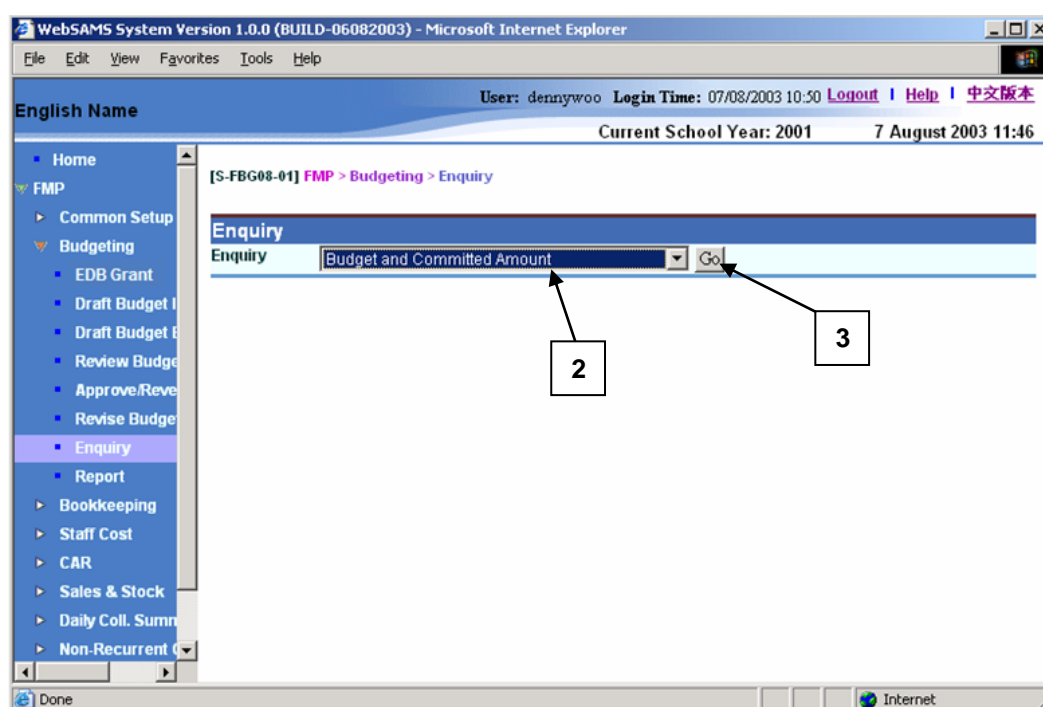 WebSAMS System Version 1.0.0 (BUILD-06082003) - Microsoft Internet Explorer
File Edit View Favorites Tools Help
English Name
User: dennywoo Login Time: 07/08/2003 10:50 Logout | Help | 中文版本
Current School Year: 2001 7 August 2003 11:46
Home
FMP
Common Setup
Budgeting
EDB Grant
Draft Budget I
Draft Budget E
Review Budge
Approve/Reve
Revise Budge
Enquiry
Report
Bookkeeping
Staff Cost
CAR
Sales & Stock
Daily Coll. Summ
Non-Recurrent
[S-FBG08-01] FMP > Budgeting > Enquiry
Enquiry
Enquiry Budget and Committed Amount Go
2
3
Done Internet